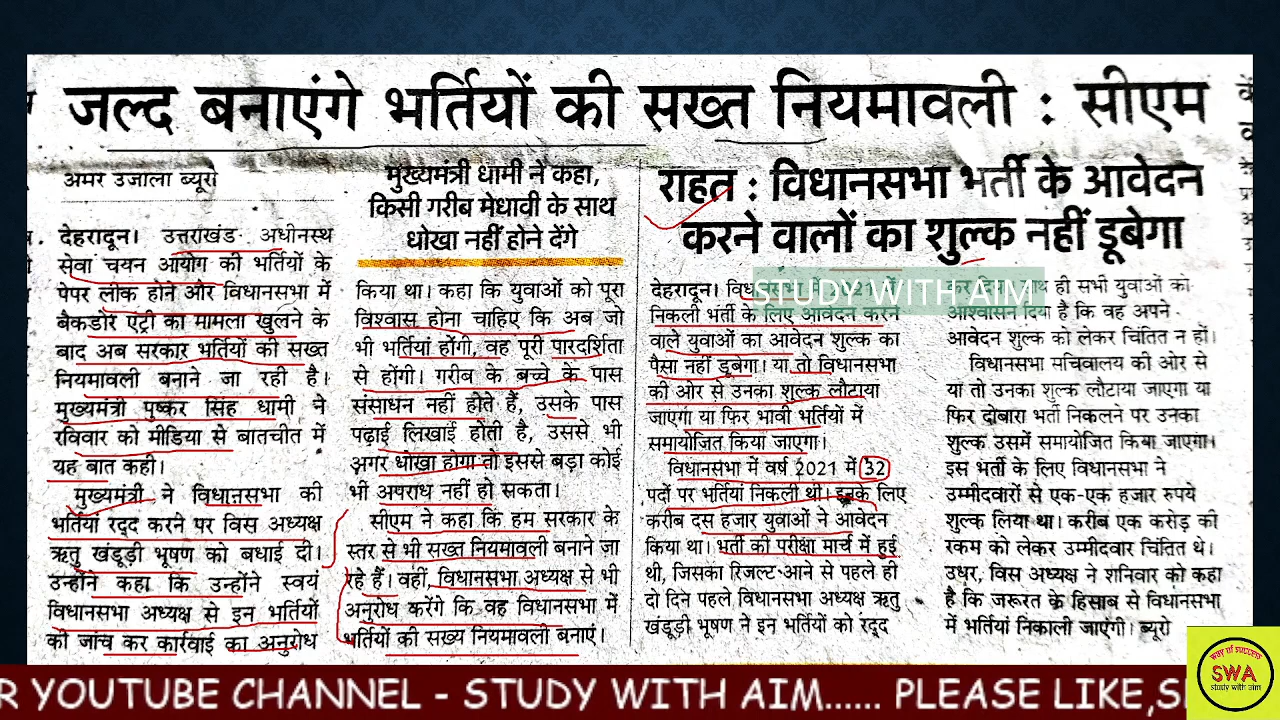 जल्द बनाएंगे भर्तियों की सख्त नियमावली : सीएम
अमर उजाला ब्यूरो
देहरादून। उत्तराखंड अधीनस्थ
सेवा चयन आयोग की भर्तियों के
पेपर लीक होने और विधानसभा में
बैकडोर एंट्री का मामला खुलने के
बाद अब सरकार भर्तियों की सख्त
नियमावली बनाने जा रही है।
मुख्यमंत्री पुष्कर सिंह धामी ने
रविवार को मीडिया से बातचीत में
यह बात कही।
मुख्यमंत्री ने विधानसभा की
भर्तियां रद्द करने पर विस अध्यक्ष
ऋतु खंडूड़ी भूषण को बधाई दी।
उन्होंने कहा कि उन्होंने स्वयं
विधानसभा अध्यक्ष से इन भर्तियों
की जांच कर कार्रवाई का अनुरोध
मुख्यमंत्री धामी ने कहा,
किसी गरीब मेधावी के साथ
धोखा नहीं होने देंगे
किया था। कहा कि युवाओं को पूरा
विश्वास होना चाहिए कि अब जो
भी भर्तियां होंगी, वह पूरी पारदर्शिता
से होंगी। गरीब के बच्चे के पास
संसाधन नहीं होते हैं, उसके पास
पढ़ाई लिखाई होती है, उससे भी
अगर धोखा होगा तो इससे बड़ा कोई
भी अपराध नहीं हो सकता।
सीएम ने कहा कि हम सरकार के
स्तर से भी सख्त नियमावली बनाने जा
रहे हैं। वहीं, विधानसभा अध्यक्ष से भी
अनुरोध करेंगे कि वह विधानसभा में
भर्तियों की सख्य नियमावली बनाएं।
राहत : विधानसभा भर्ती के आवेदन
करने वालों का शुल्क नहीं डूबेगा
देहरादून। विधानसभा में 2021 में
निकली भर्ती के लिए आवेदन करने
वाले युवाओं का आवेदन शुल्क का
पैसा नहीं डूबेगा। या तो विधानसभा
की ओर से उनका शुल्क लौटाया
जाएगा या फिर भावी भर्तियों में
समायोजित किया जाएगा।
विधानसभा में वर्ष 2021 में 32
पदों पर भर्तियां निकली थी। इनके लिए
करीब दस हजार युवाओं ने आवेदन
किया था। भर्ती की परीक्षा मार्च में हुई
थी, जिसका रिजल्ट आने से पहले ही
दो दिन पहले विधानसभा अध्यक्ष ऋतु
खंडूड़ी भूषण ने इन भर्तियों को रद्द
कर दिया। साथ ही सभी युवाओं को
आश्वासन दिया है कि वह अपने
आवेदन शुल्क को लेकर चिंतित न हों।
विधानसभा सचिवालय की ओर से
या तो उनका शुल्क लौटाया जाएगा या
फिर दोबारा भर्ती निकलने पर उनका
शुल्क उसमें समायोजित किया जाएगा।
इस भर्ती के लिए विधानसभा ने
उम्मीदवारों से एक-एक हजार रुपये
शुल्क लिया था। करीब एक करोड़ की
रकम को लेकर उम्मीदवार चिंतित थे।
उधर, विस अध्यक्ष ने शनिवार को कहा
है कि जरूरत के हिसाब से विधानसभा
में भर्तियां निकाली जाएंगी। ब्यूरो
STUDY WITH AIM
R YOUTUBE CHANNEL - STUDY WITH AIM...... PLEASE LIKE,S
way of success
SWA
study with aim